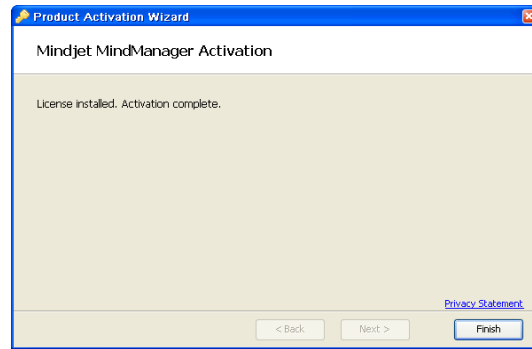 Product Activation Wizard
Mindjet MindManager Activation
License installed. Activation complete.
Privacy Statement
< Back
Next >
Finish